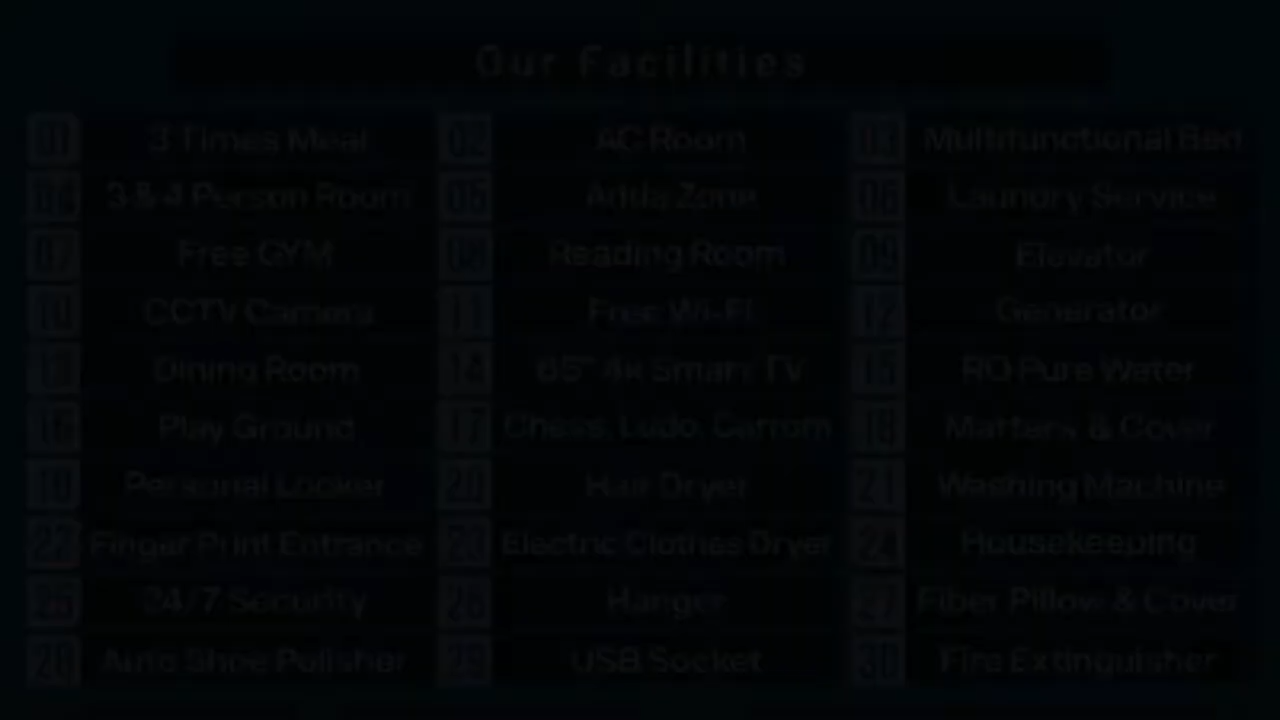 Our Facilities
01 3 Times Meal 02 AC Room 03 Multifunctional Bed
04 3 & 4 Person Room 05 Adda Zone 06 Laundry Service
07 Free GYM 08 Reading Room 09 Elevator
10 CCTV Camera 11 Free Wi-Fi 12 Generator
13 Dining Room 14 65" 4k Smart TV 15 RO Pure Water
16 Play Ground 17 Chess, Ludo, Carrom 18 & Cover
19 Personal Locker 20 Hair Dryer 21 Washing Machine
22 Finger Print Entrance 23 Electric Clothes Dryer 24 Housekeeping
25 24/7 Security 26 Hanger 27 Fiber Pillow & Cover
28 Auto Shoe Polisher 29 USB Socket 30 Fire Extinguisher